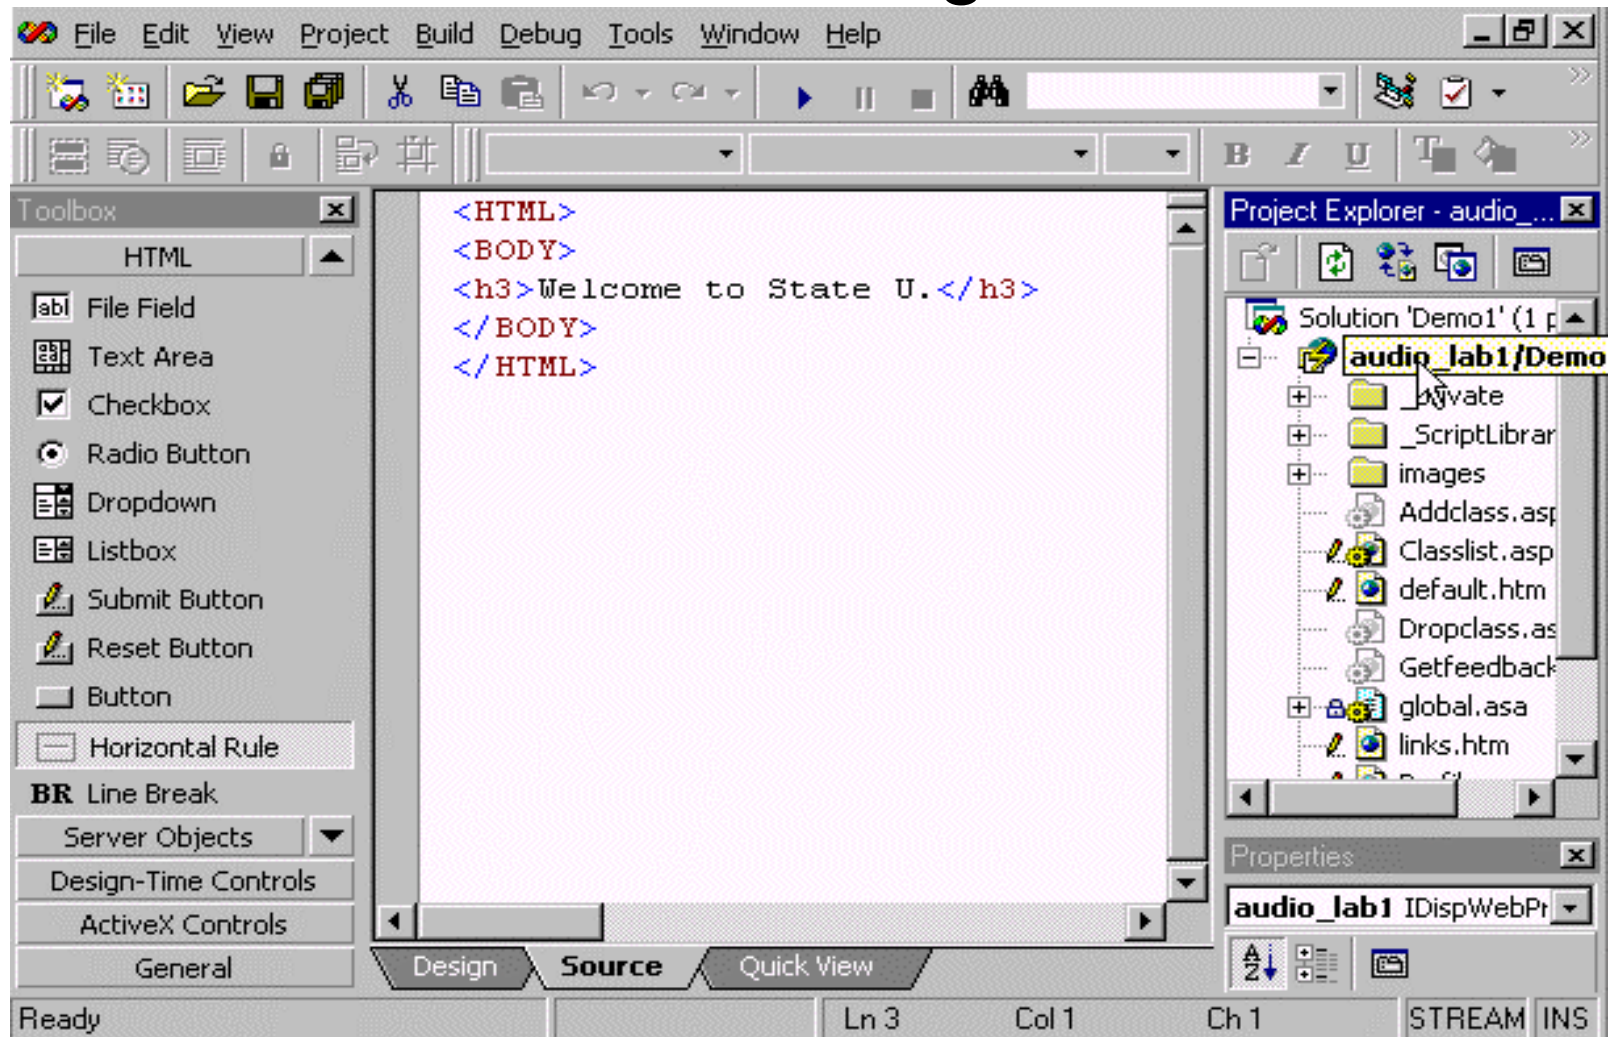 File Edit View Project Build Debug Tools Window Help
B I U
Toolbox
HTML
abl File Field
Text Area
Checkbox
Radio Button
Dropdown
Listbox
Submit Button
Reset Button
Button
Horizontal Rule
BR Line Break
Server Objects
Design-Time Controls
ActiveX Controls
General
<HTML>
<BODY>
<h3>Welcome to State U.</h3>
</BODY>
</HTML>
Design Source Quick View
Project Explorer - audio_...
Solution 'Demo1' (1 p
audio_lab1/Demo
_private
_ScriptLibrar
images
Addclass.asp
Classlist.asp
default.htm
Dropclass.as
Getfeedback
global.asa
links.htm
Properties
audio_lab1 IDispWebPr
Ready Ln 3 Col 1 Ch 1 STREAM INS